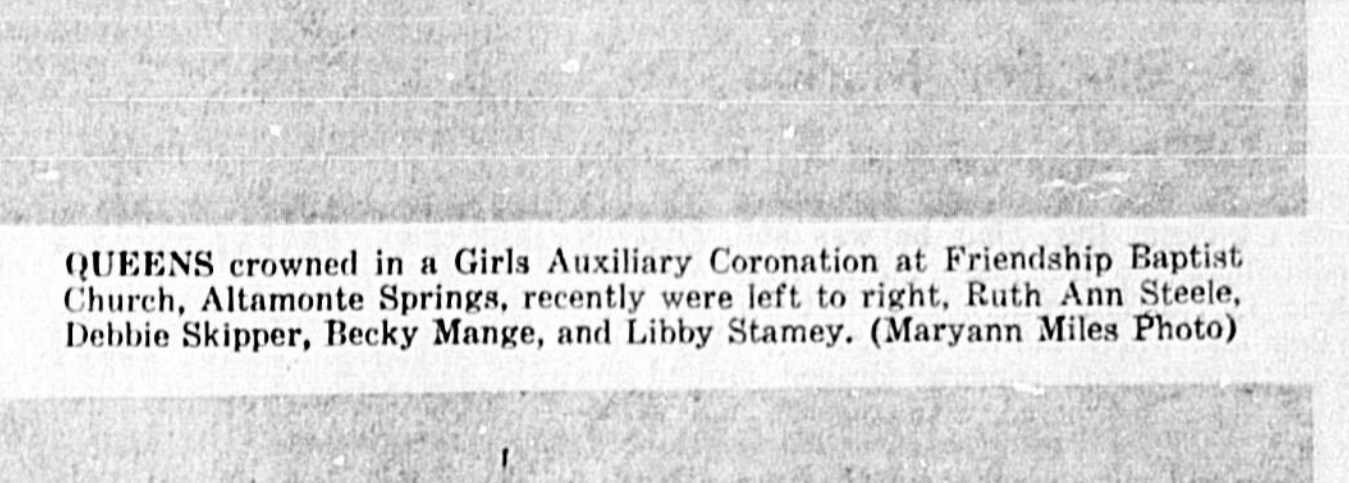 QUEENS crowned in a Girls Auxiliary Coronation at Friendship Baptist
Church, Altamonte Springs, recently were left to right, Ruth Ann Steele,
Debbie Skipper, Becky Mange, and Libby Stamey. (Maryann Miles Photo)